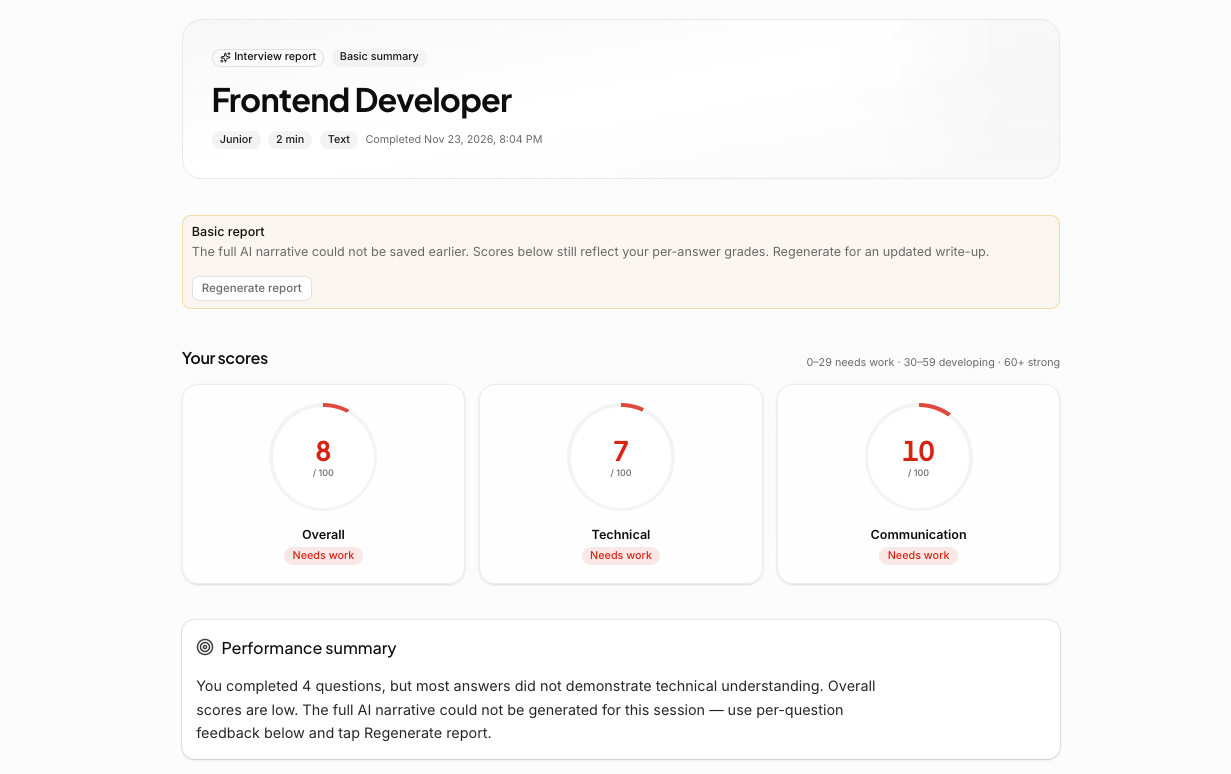 Interview report
Basic summary
Frontend Developer
Junior
2 min
Text
Completed Nov 23, 2026, 8:04 PM
Basic report
The full AI narrative could not be saved earlier. Scores below still reflect your per-answer grades. Regenerate for an updated write-up.
Regenerate report
Your scores
0–29 needs work · 30–59 developing · 60+ strong
8
/ 100
Overall
Needs work
7
/ 100
Technical
Needs work
10
/ 100
Communication
Needs work
Performance summary
You completed 4 questions, but most answers did not demonstrate technical understanding. Overall
scores are low. The full AI narrative could not be generated for this session — use per-question
feedback below and tap Regenerate report.